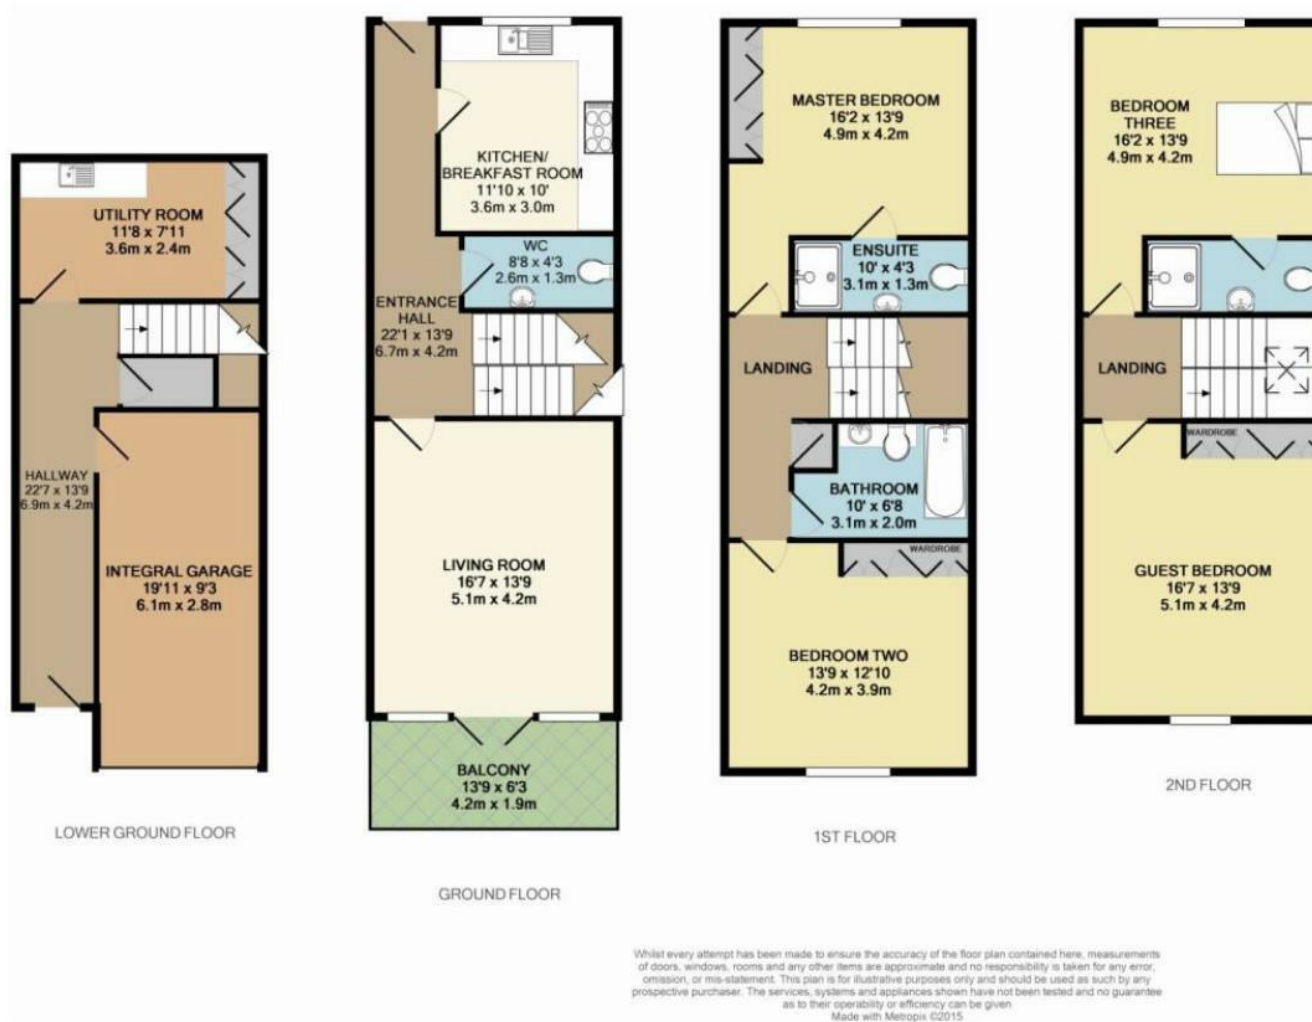 UTILITY ROOM
11'8 x 7'11
3.6m x 2.4m
HALLWAY
22'7 x 13'9
6.9m x 4.2m
INTEGRAL GARAGE
19'11 x 9'3
6.1m x 2.8m
LOWER GROUND FLOOR
KITCHEN/
BREAKFAST ROOM
11'10 x 10'
3.6m x 3.0m
WC
8'8 x 4'3
2.6m x 1.3m
ENTRANCE
HALL
22'1 x 13'9
6.7m x 4.2m
LIVING ROOM
16'7 x 13'9
5.1m x 4.2m
BALCONY
13'9 x 6'3
4.2m x 1.9m
GROUND FLOOR
MASTER BEDROOM
16'2 x 13'9
4.9m x 4.2m
ENSUITE
10' x 4'3
3.1m x 1.3m
LANDING
BATHROOM
10' x 6'8
3.1m x 2.0m
WARDROBE
BEDROOM TWO
13'9 x 12'10
4.2m x 3.9m
1ST FLOOR
BEDROOM
THREE
16'2 x 13'9
4.9m x 4.2m
LANDING
WARDROBE
GUEST BEDROOM
16'7 x 13'9
5.1m x 4.2m
2ND FLOOR
Whilst every attempt has been made to ensure the accuracy of the floor plan contained here, measurements
of doors, windows, rooms and any other items are approximate and no responsibility is taken for any error,
omission, or mis-statement. This plan is for illustrative purposes only and should be used as such by any
prospective purchaser. The services, systems and appliances shown have not been tested and no guarantee
as to their operability or efficiency can be given
Made with Metropix ©2015